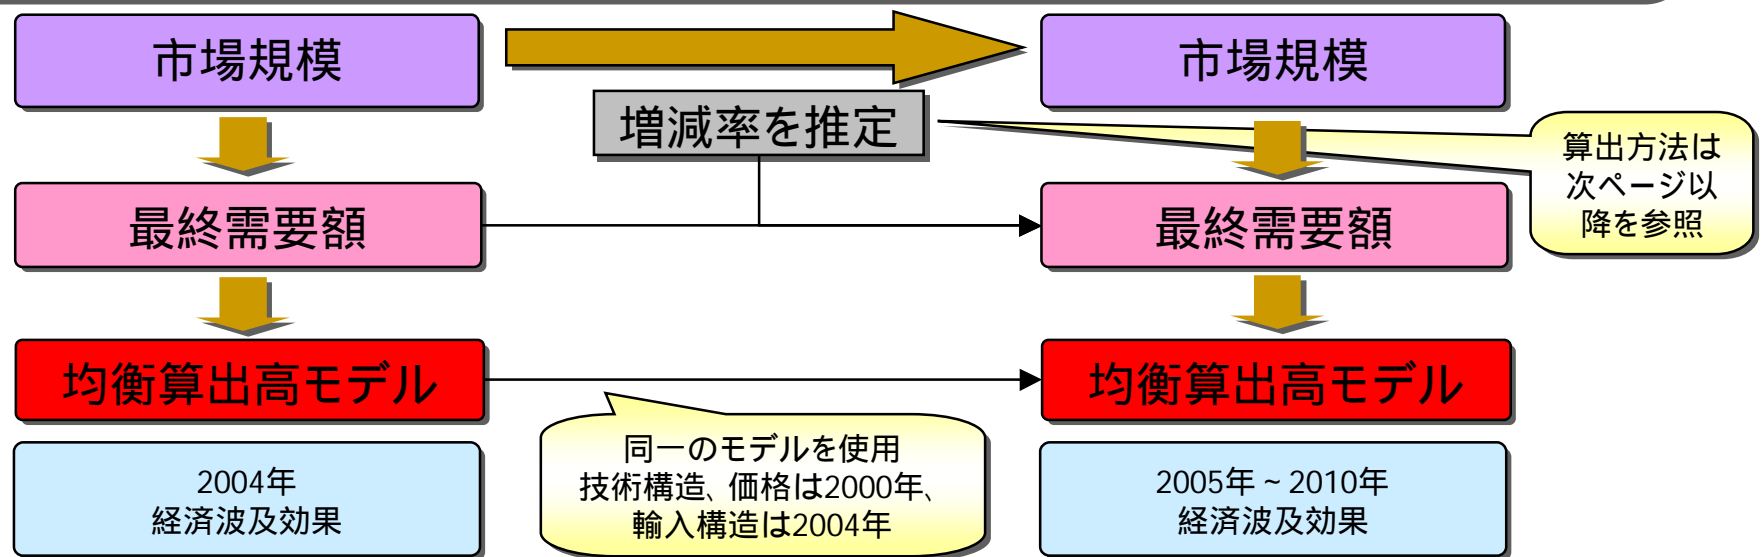 市場規模
市場規模
増減率を推定
算出方法は
次ページ以
降を参照
最終需要額
最終需要額
均衡算出高モデル
均衡算出高モデル
同一のモデルを使用
技術構造、価格は2000年、
輸入構造は2004年
2004年
経済波及効果
2005年～2010年
経済波及効果